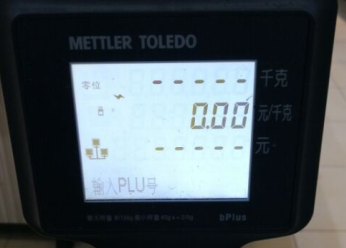 METTLER TOLEDO
零位 - - - - - 千克
0.00 元/千克
- - - - - 元
输入PLU号
bPlus